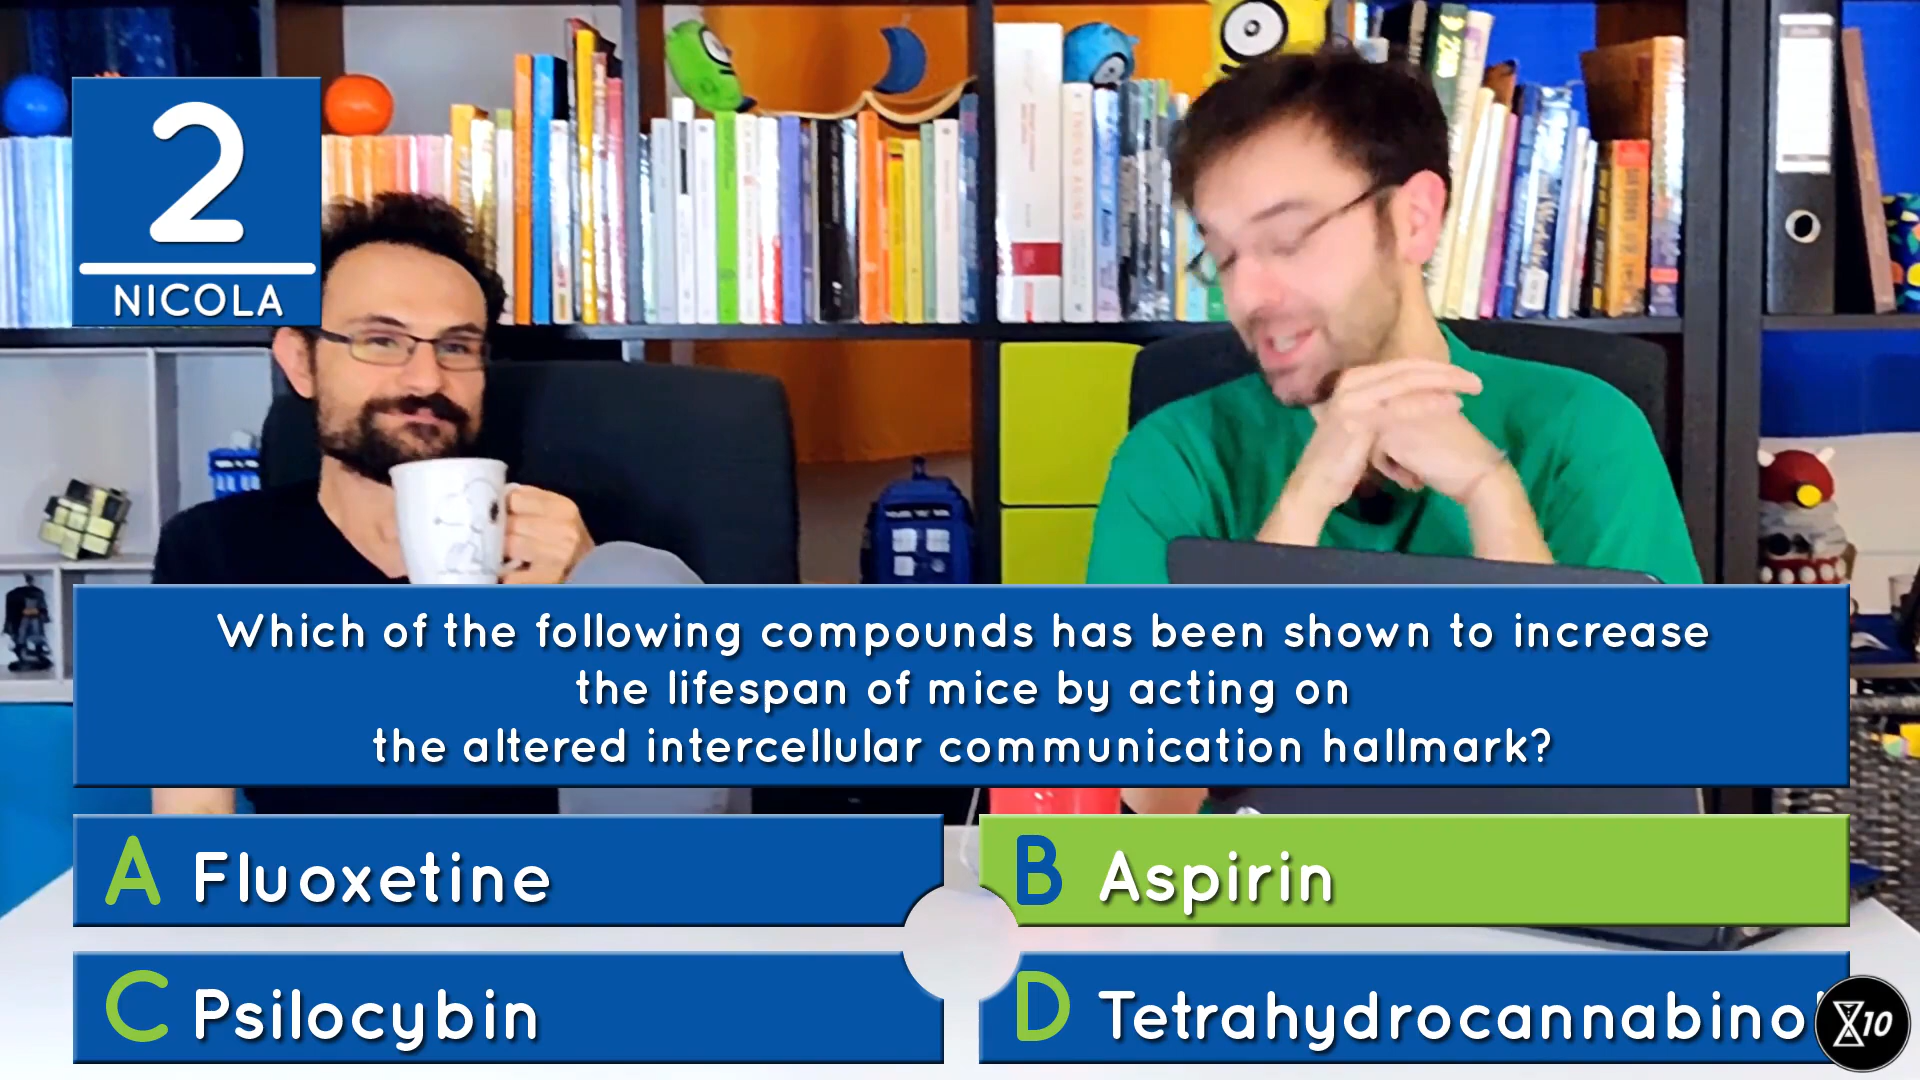 2
NICOLA
Which of the following compounds has been shown to increase
the lifespan of mice by acting on
the altered intercellular communication hallmark?
A Fluoxetine
B Aspirin
C Psilocybin
D Tetrahydrocannabinol
X10